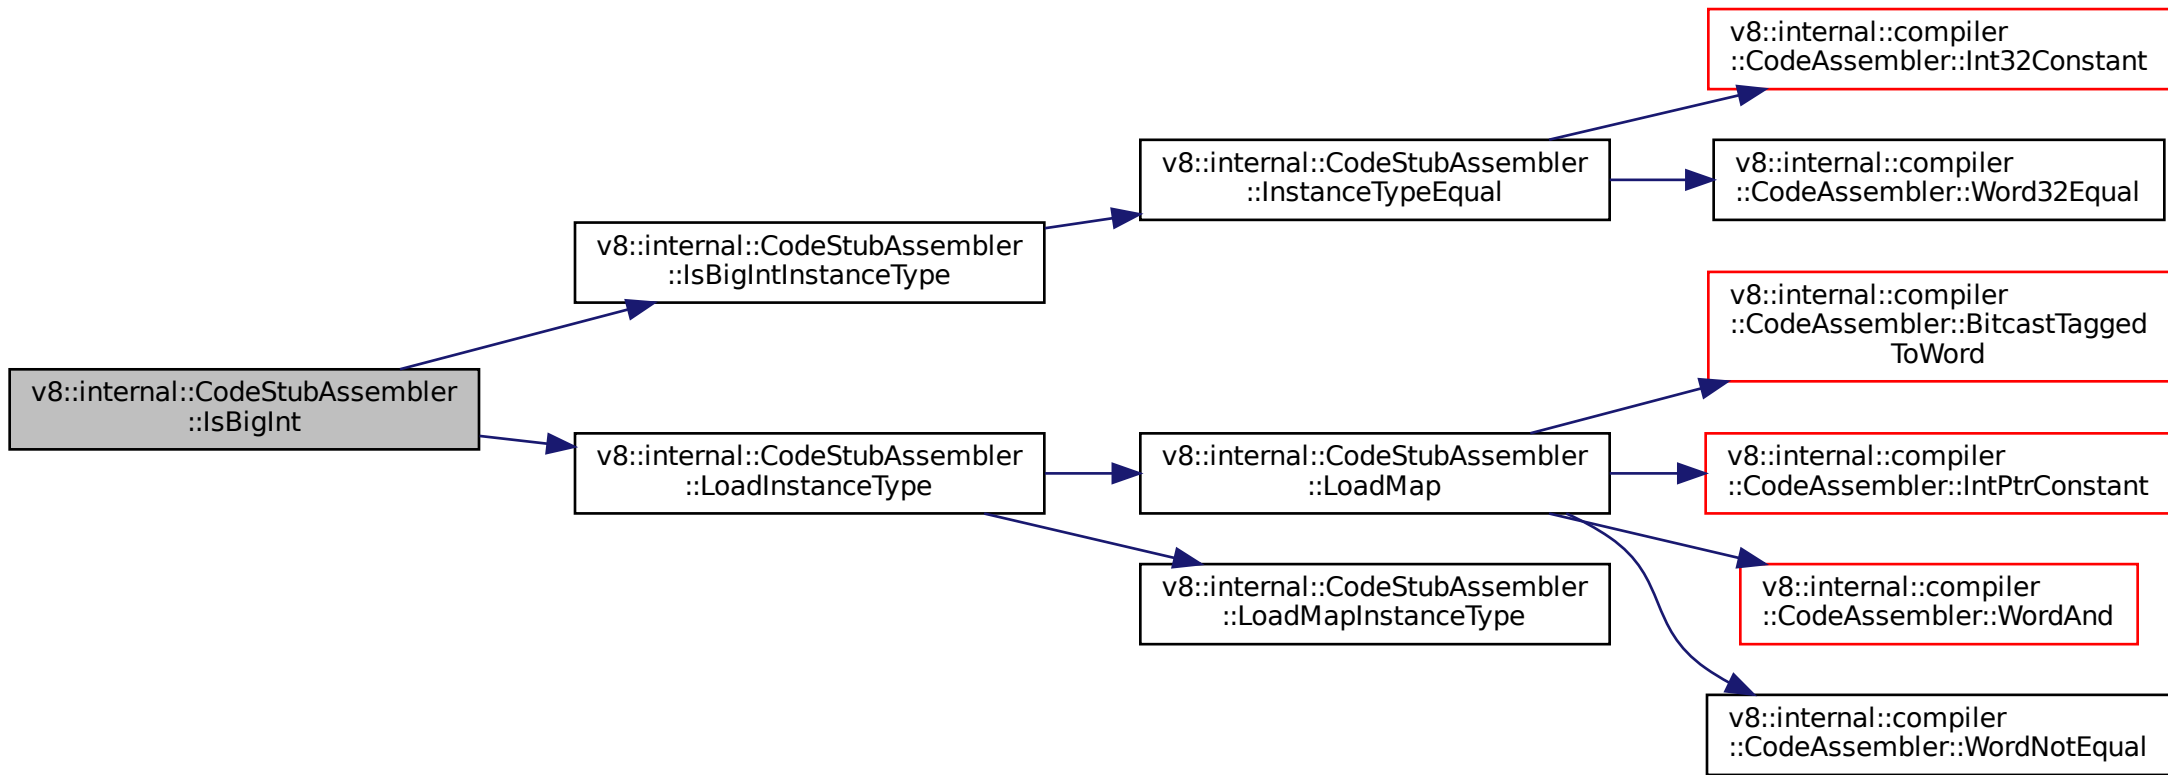 v8::internal::compiler
::CodeAssembler::Int32Constant
v8::internal::CodeStubAssembler
::InstanceTypeEqual
v8::internal::compiler
::CodeAssembler::Word32Equal
v8::internal::CodeStubAssembler
::IsBigIntInstanceType
v8::internal::compiler
::CodeAssembler::BitcastTagged
ToWord
v8::internal::CodeStubAssembler
::IsBigInt
v8::internal::CodeStubAssembler
::LoadInstanceType
v8::internal::CodeStubAssembler
::LoadMap
v8::internal::compiler
::CodeAssembler::IntPtrConstant
v8::internal::CodeStubAssembler
::LoadMapInstanceType
v8::internal::compiler
::CodeAssembler::WordAnd
v8::internal::compiler
::CodeAssembler::WordNotEqual